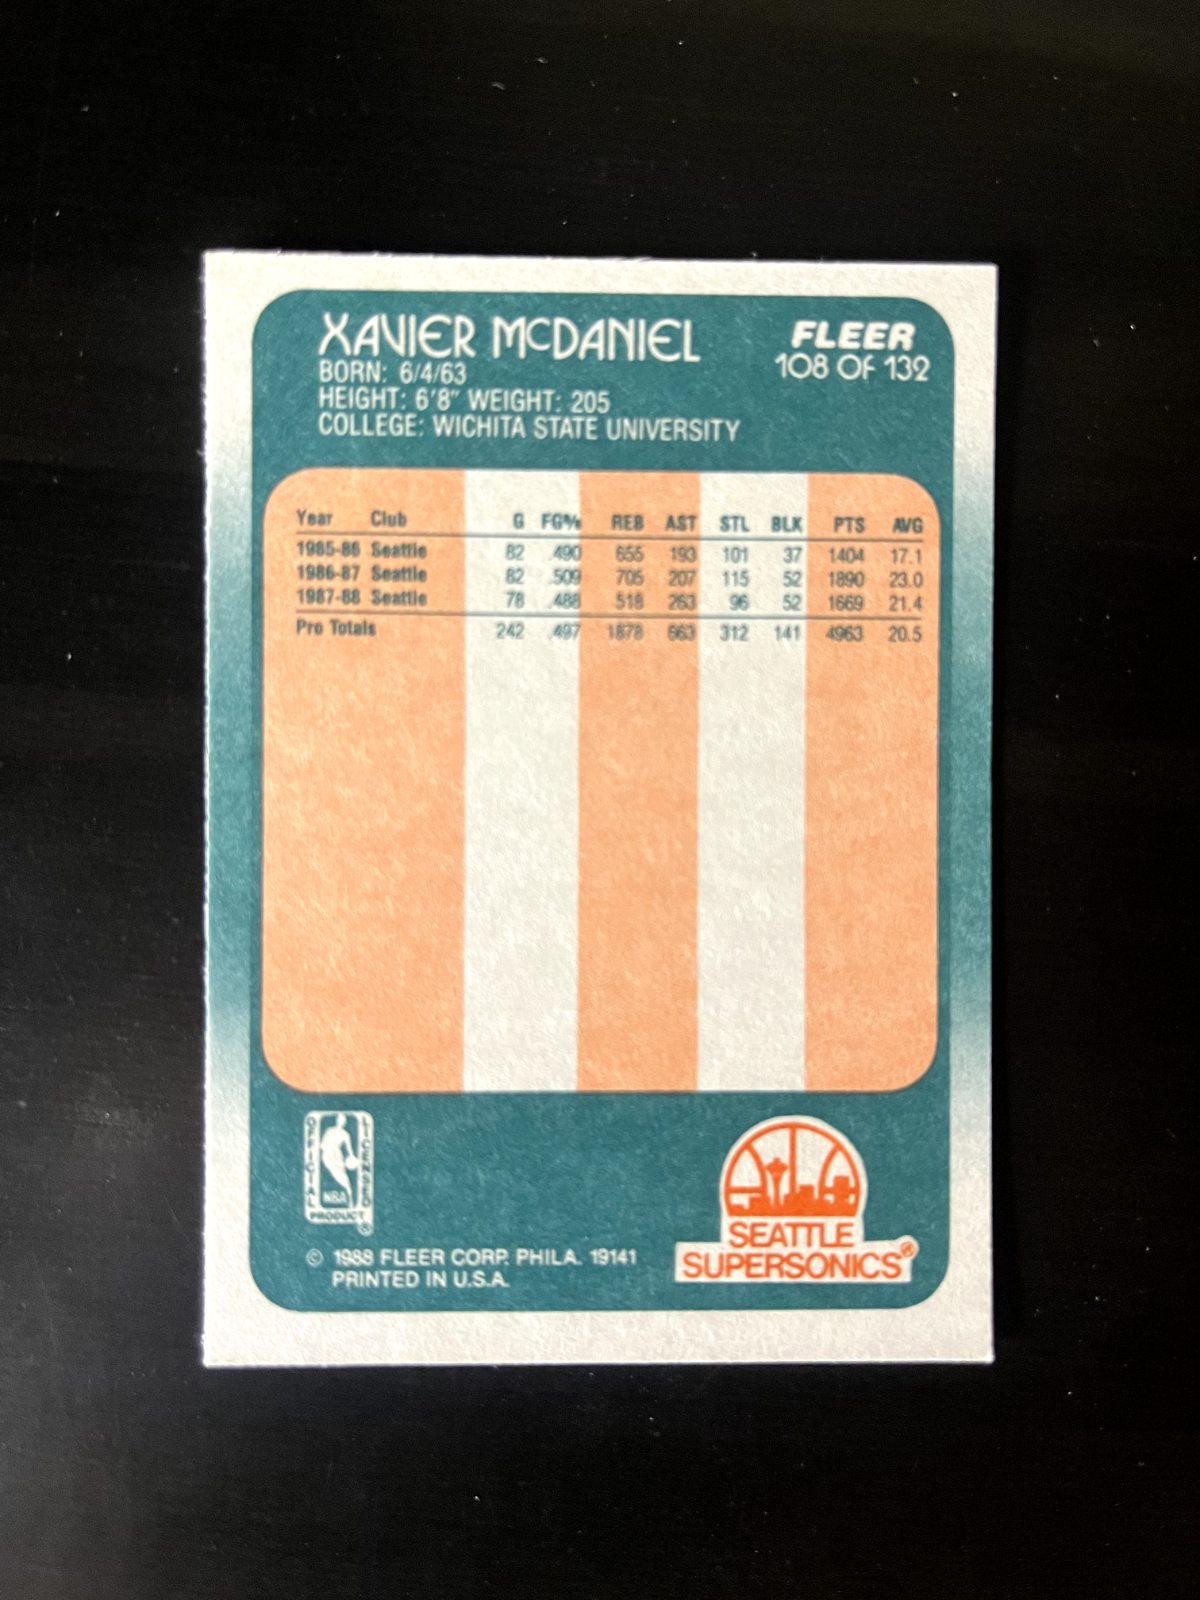 XAVIER McDANIEL
FLEER
108 OF 132
BORN: 6/4/63
HEIGHT: 6'8" WEIGHT: 205
COLLEGE: WICHITA STATE UNIVERSITY
Year Club G FG% REB AST STL BLK PTS AVG
1985-86 Seattle 82 .490 655 193 101 37 1404 17.1
1986-87 Seattle 82 .509 705 207 115 52 1890 23.0
1987-88 Seattle 78 .488 518 263 96 52 1669 21.4
Pro Totals 242 .497 1878 663 312 141 4963 20.5
OFFICIAL LICENSED
NBA
PRODUCT ®
SEATTLE
SUPERSONICS®
© 1988 FLEER CORP. PHILA. 19141
PRINTED IN U.S.A.